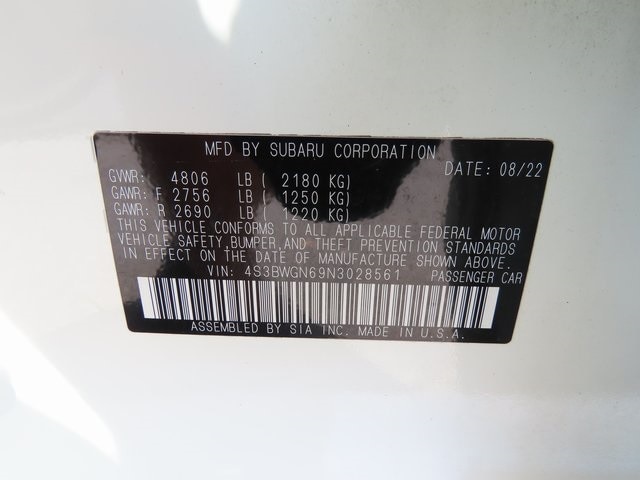 MFD BY SUBARU CORPORATION DATE: 08/22
GVWR: 4806 LB ( 2180 KG)
GAWR: F 2756 LB ( 1250 KG)
GAWR: R 2690 LB ( 1220 KG)
THIS VEHICLE CONFORMS TO ALL APPLICABLE FEDERAL MOTOR
VEHICLE SAFETY,BUMPER,AND THEFT PREVENTION STANDARDS
IN EFFECT ON THE DATE OF MANUFACTURE SHOWN ABOVE.
VIN: 4S3BWGN69N3028561 PASSENGER CAR
ASSEMBLED BY SIA INC. MADE IN U.S.A.